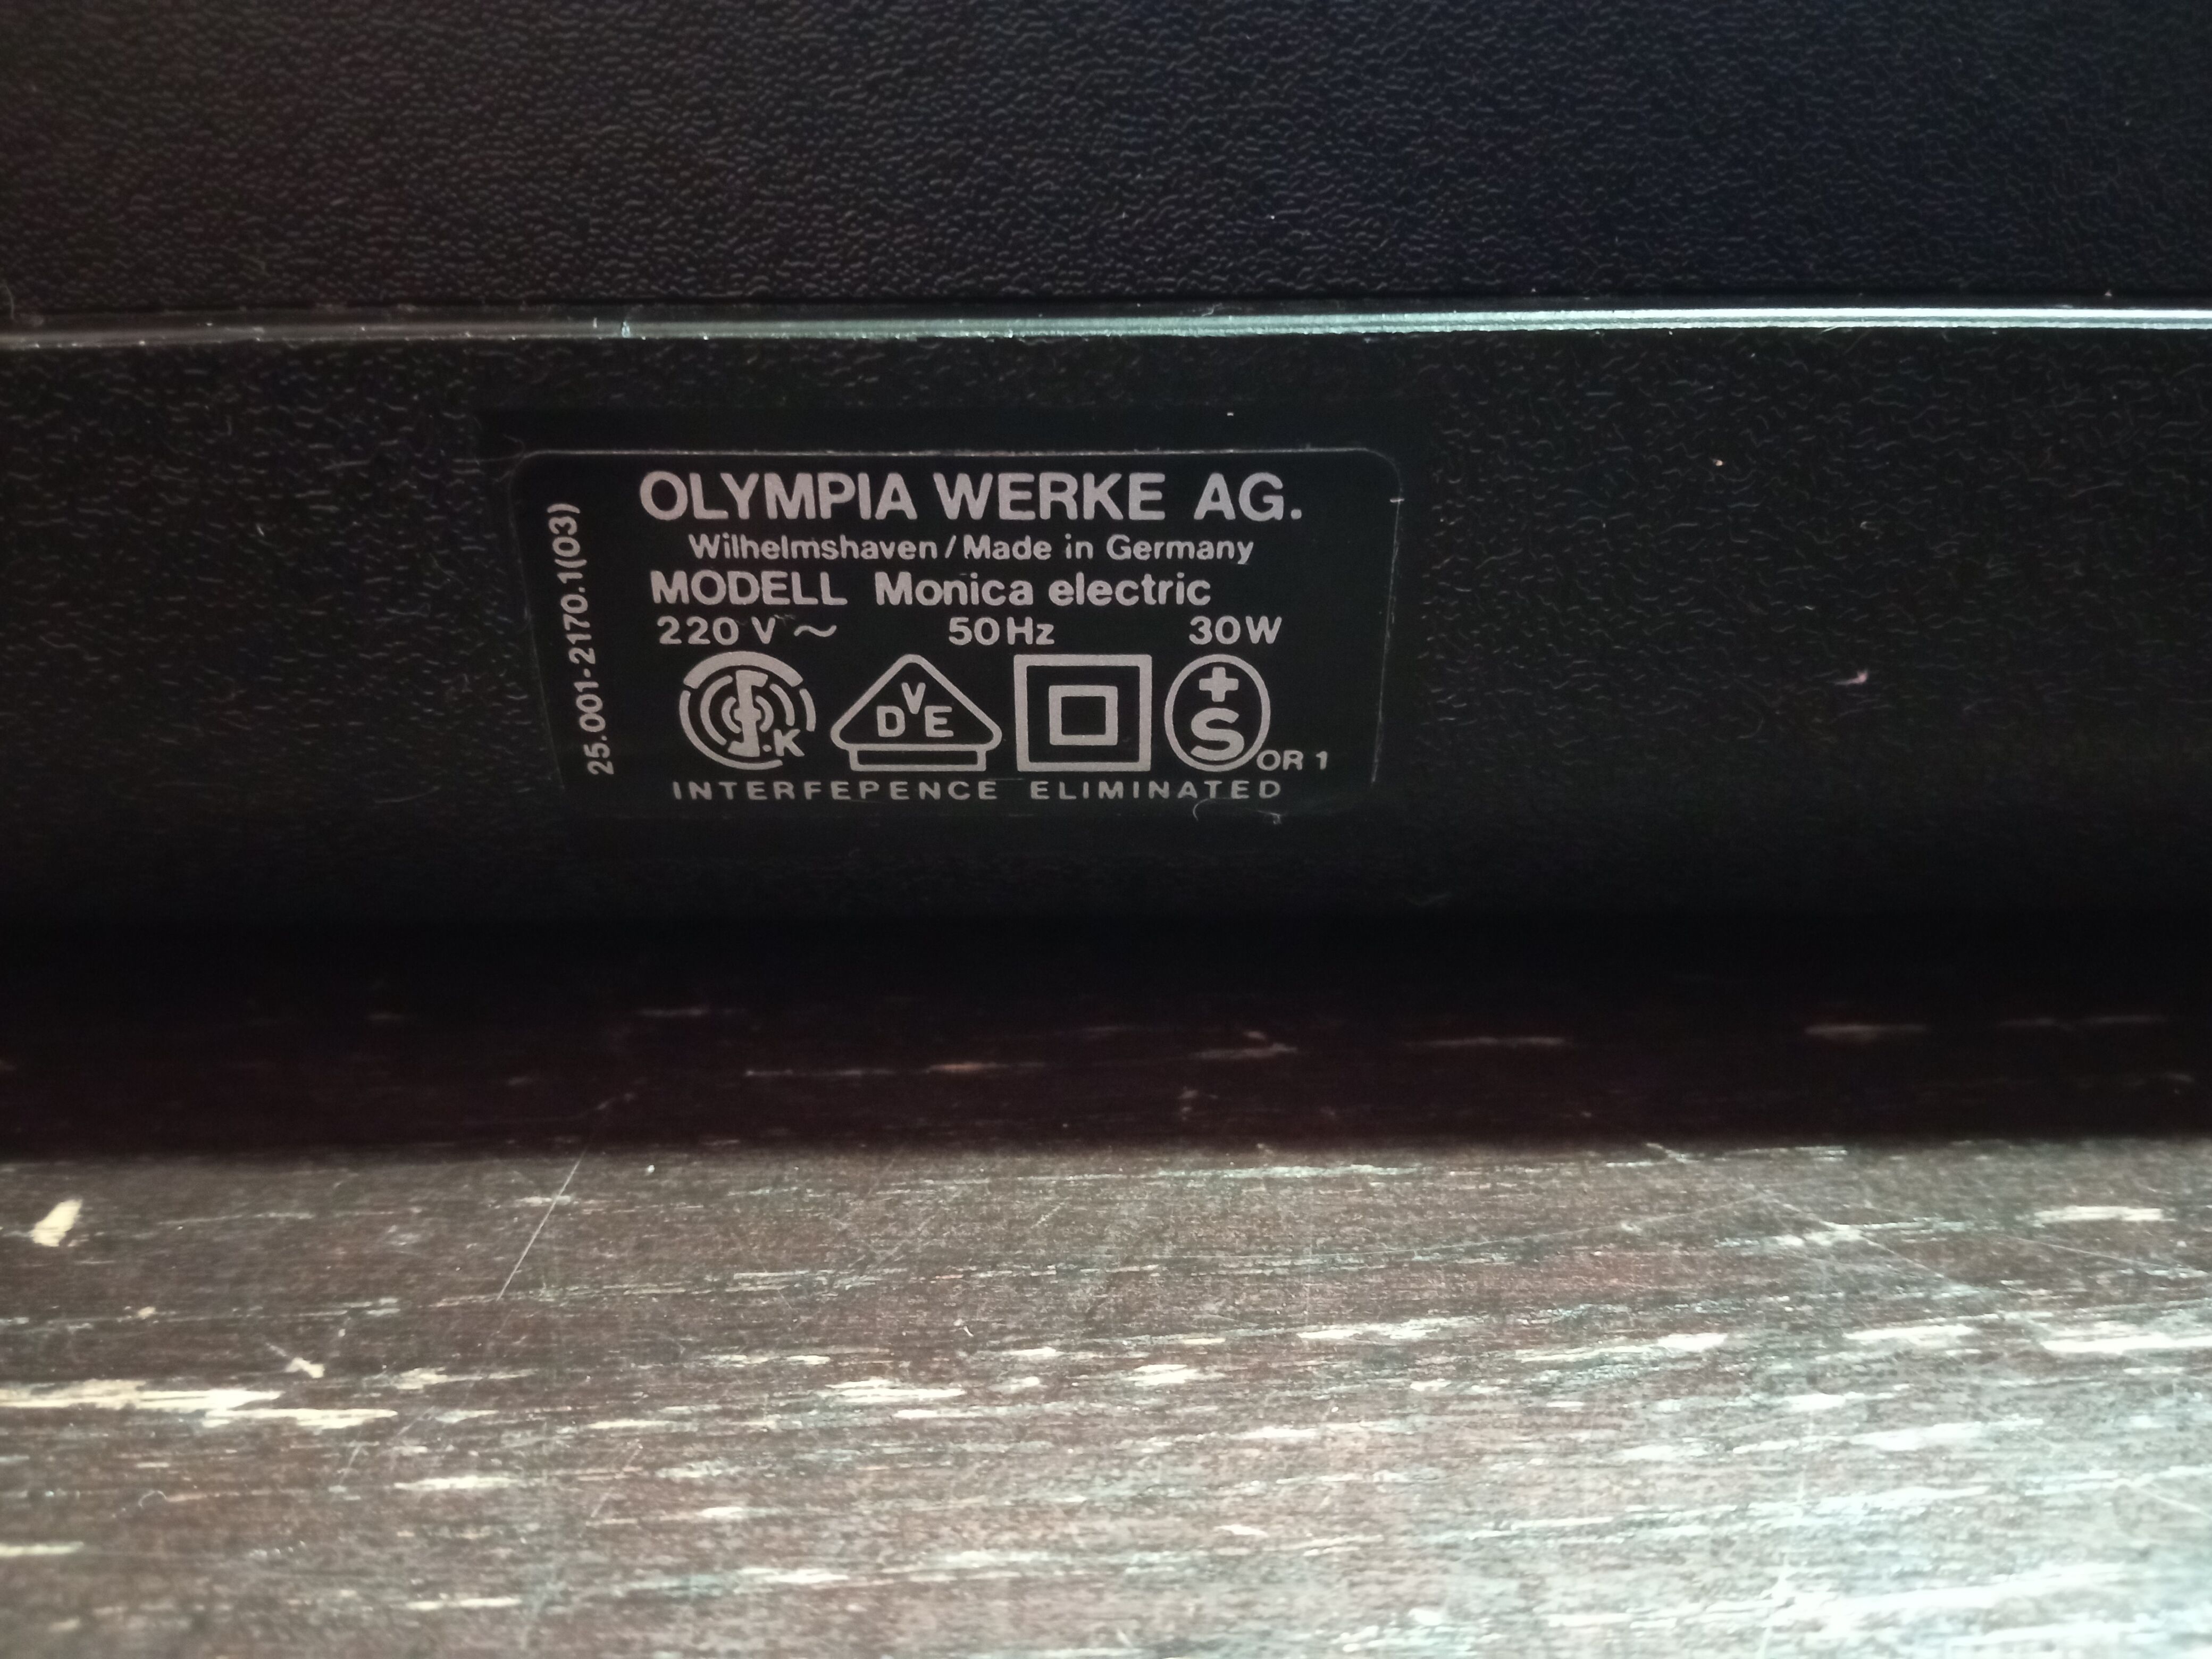 OLYMPIA WERKE AG.
Wilhelmshaven / Made in Germany
MODELL Monica electric
220 V ~ 50 Hz 30 W
.K
DVE
+S
OR 1
INTERFEPENCE ELIMINATED
25.001-2170.1(03)